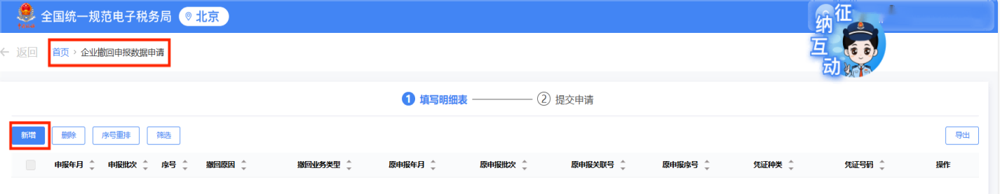 全国统一规范电子税务局 北京
征纳互动
返回 首页 > 企业撤回申报数据申请
1 填写明细表 2 提交申请
新增 删除 序号重排 筛选 导出
申报年月 申报批次 序号 撤回原因 撤回业务类型 原申报年月 原申报批次 原申报关联号 原申报序号 凭证种类 凭证号码 操作